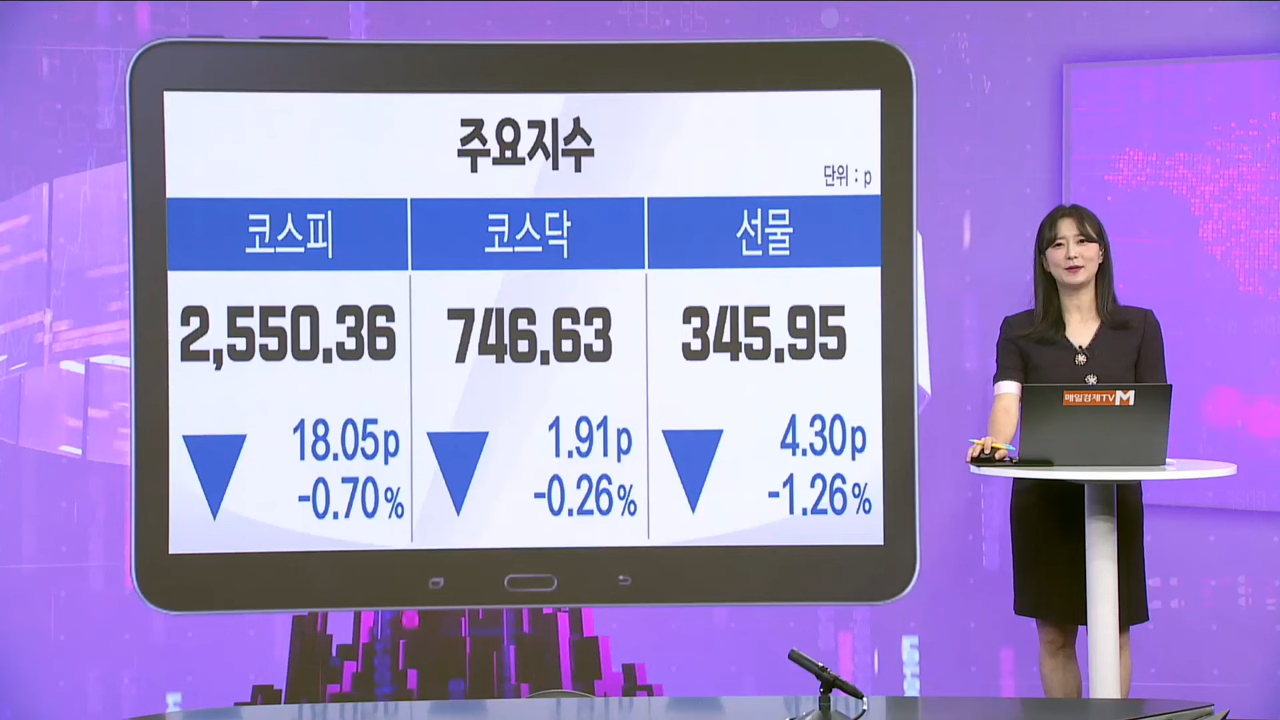 주요지수
단위 : p
코스피 코스닥 선물
2,550.36 746.63 345.95
▼ 18.05p ▼ 1.91p ▼ 4.30p
-0.70% -0.26% -1.26%
매일경제TV M